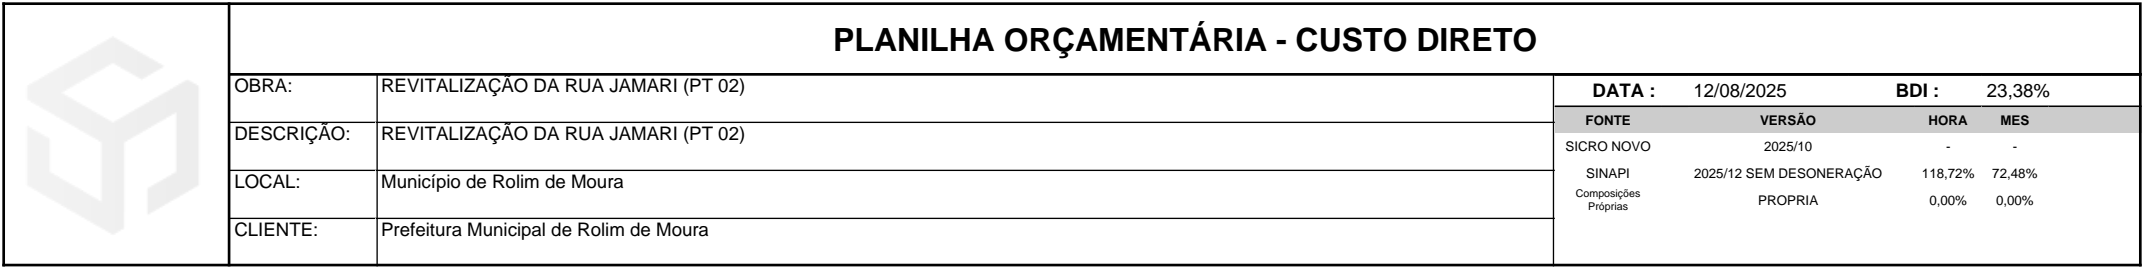 PLANILHA ORÇAMENTÁRIA - CUSTO DIRETO
OBRA: REVITALIZAÇÃO DA RUA JAMARI (PT 02)
DESCRIÇÃO: REVITALIZAÇÃO DA RUA JAMARI (PT 02)
LOCAL: Município de Rolim de Moura
CLIENTE: Prefeitura Municipal de Rolim de Moura
DATA : 12/08/2025 BDI : 23,38%
FONTE VERSÃO HORA MES
SICRO NOVO 2025/10 - -
SINAPI 2025/12 SEM DESONERAÇÃO 118,72% 72,48%
Composições
Próprias PROPRIA 0,00% 0,00%